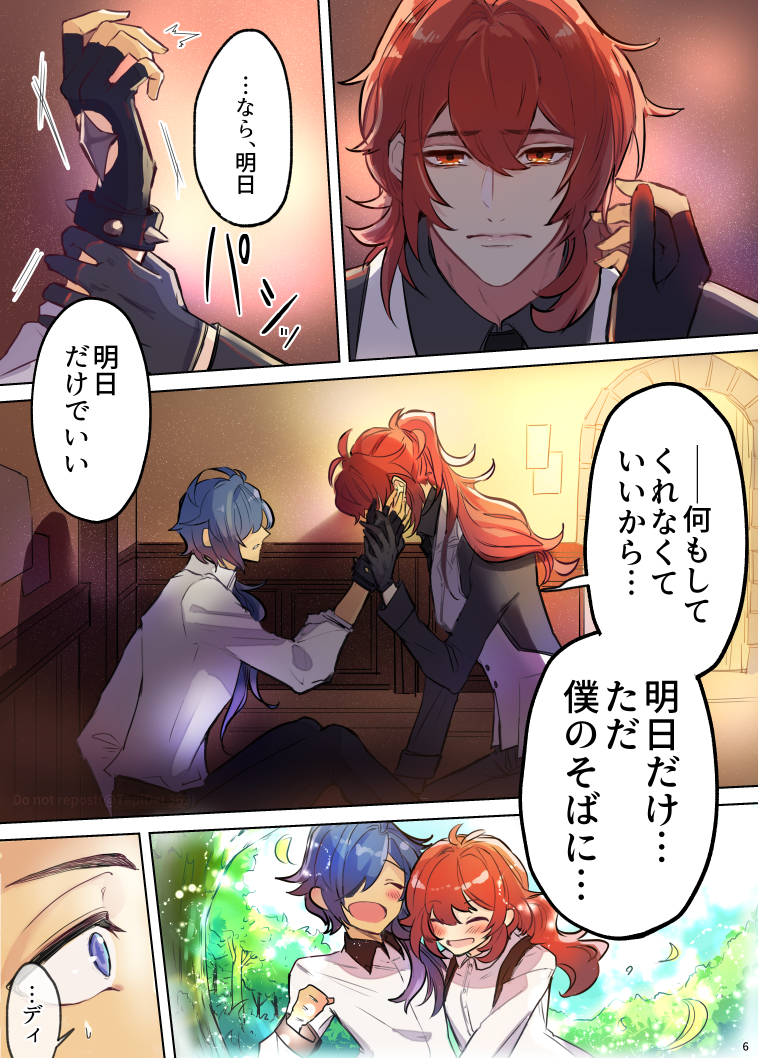 …なら、明日
パシッ
明日
だけでいい
──何もして
くれなくて
いいから…
明日だけ…
ただ
僕のそばに…
…ディ
6